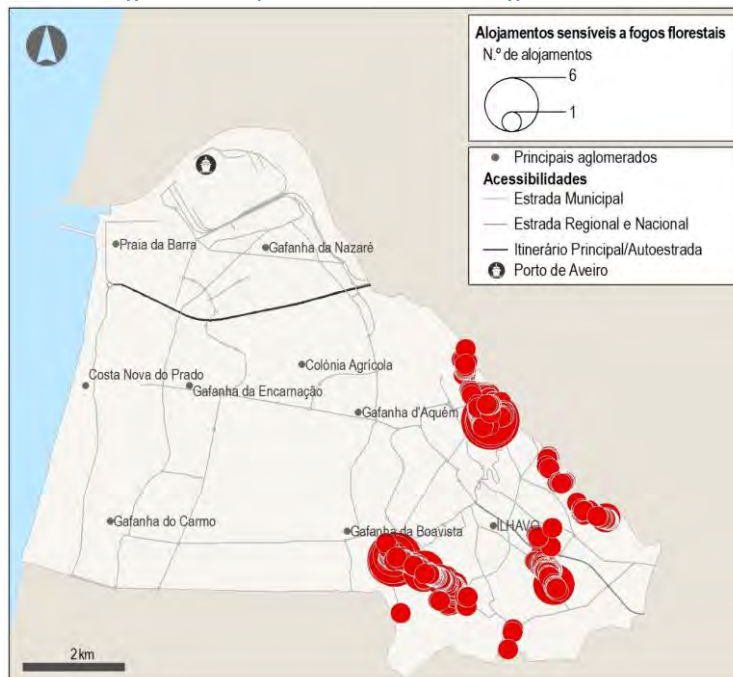 Alojamentos sensíveis a fogos florestais
N.º de alojamentos
6
1
Principais aglomerados
Acessibilidades
Estrada Municipal
Estrada Regional e Nacional
Itinerário Principal/Autoestrada
Porto de Aveiro
Praia da Barra
Gafanha da Nazaré
Colónia Agrícola
Costa Nova do Prado
Gafanha da Encarnação
Gafanha d'Aquém
Gafanha do Carmo
Gafanha da Boavista
ILHAVO
2 km